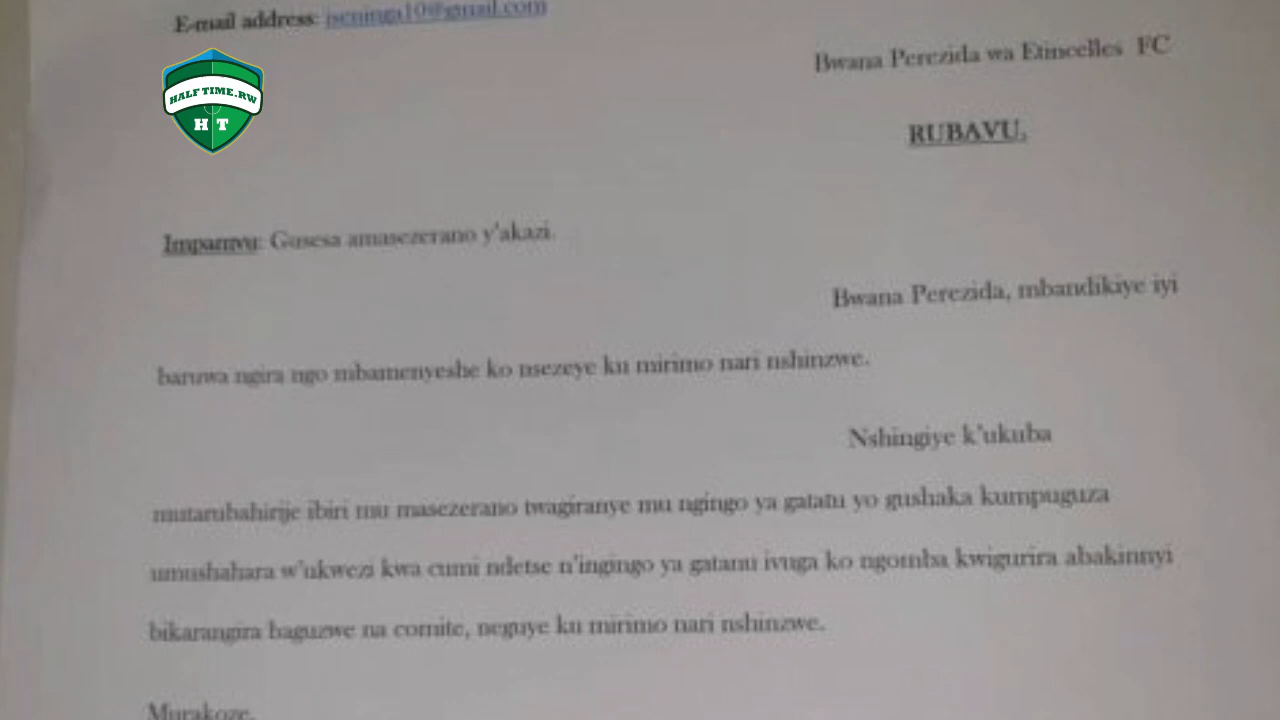 E-mail address:
HALF TIME.RW
H T
Bwana Perezida wa Etincelles FC
RUBAVU.
Impamvu: Gusesa amasezerano y'akazi.
Bwana Perezida, mbandikiye iyi
baruwa ngira ngo mbamenyeshe ko nsezeye ku mirimo nari nshinzwe.
Nshingiye k'ukuba
mutarubahirije ibiri mu masezerano twagiranye mu ngingo ya gatatu yo gushaka kumpuguza
umushahara w'ukwezi kwa cumi ndetse n'ingingo ya gatanu ivuga ko ngomba kwigurira abakinnyi
bikarangira baguzwe na comite, neguye ku mirimo nari nshinzwe.
Murakoze.